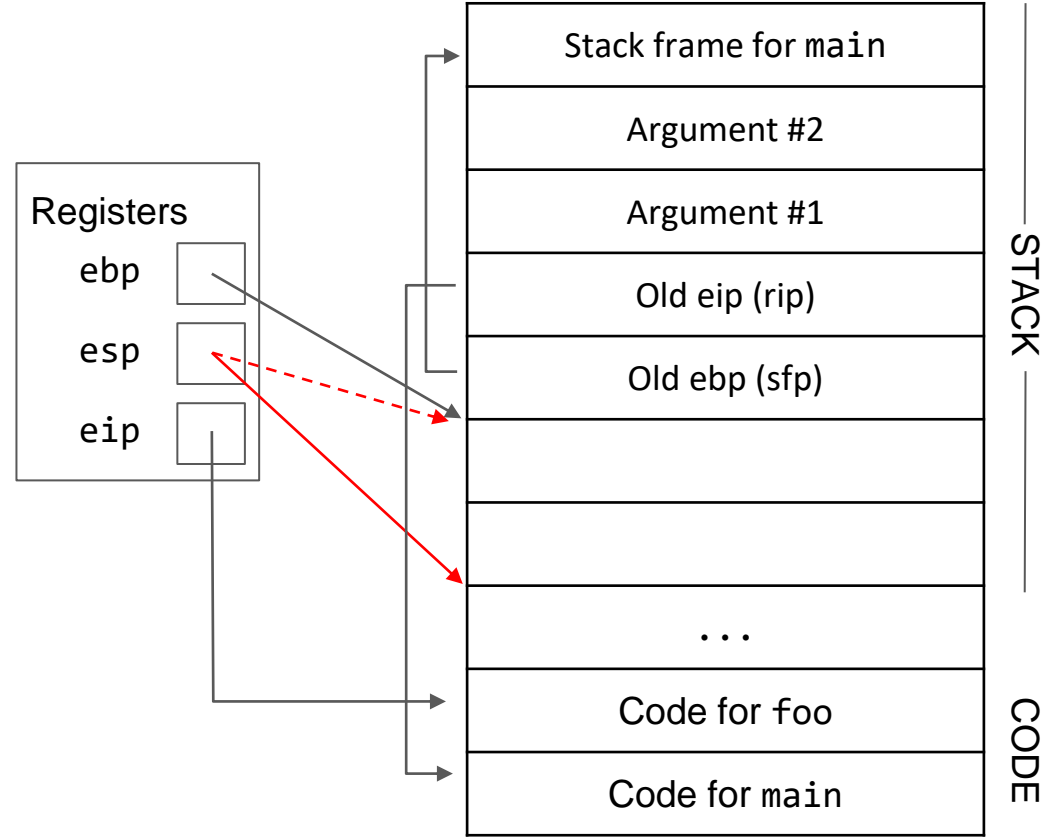 Stack frame for main
Argument #2
Argument #1
Old eip (rip)
Old ebp (sfp)
...
Code for foo
Code for main
Registers
ebp
esp
eip
STACK
CODE